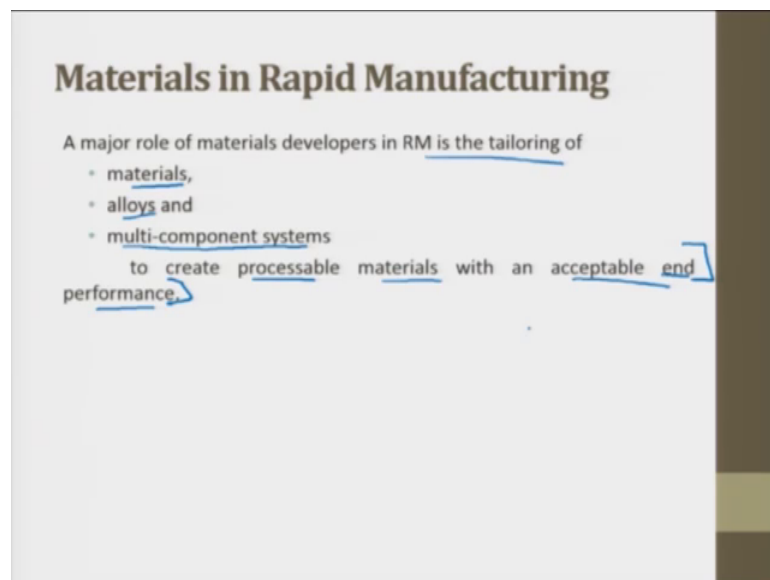 Materials in Rapid Manufacturing
A major role of materials developers in RM is the tailoring of
• materials,
• alloys and
• multi-component systems
to create processable materials with an acceptable end
performance.